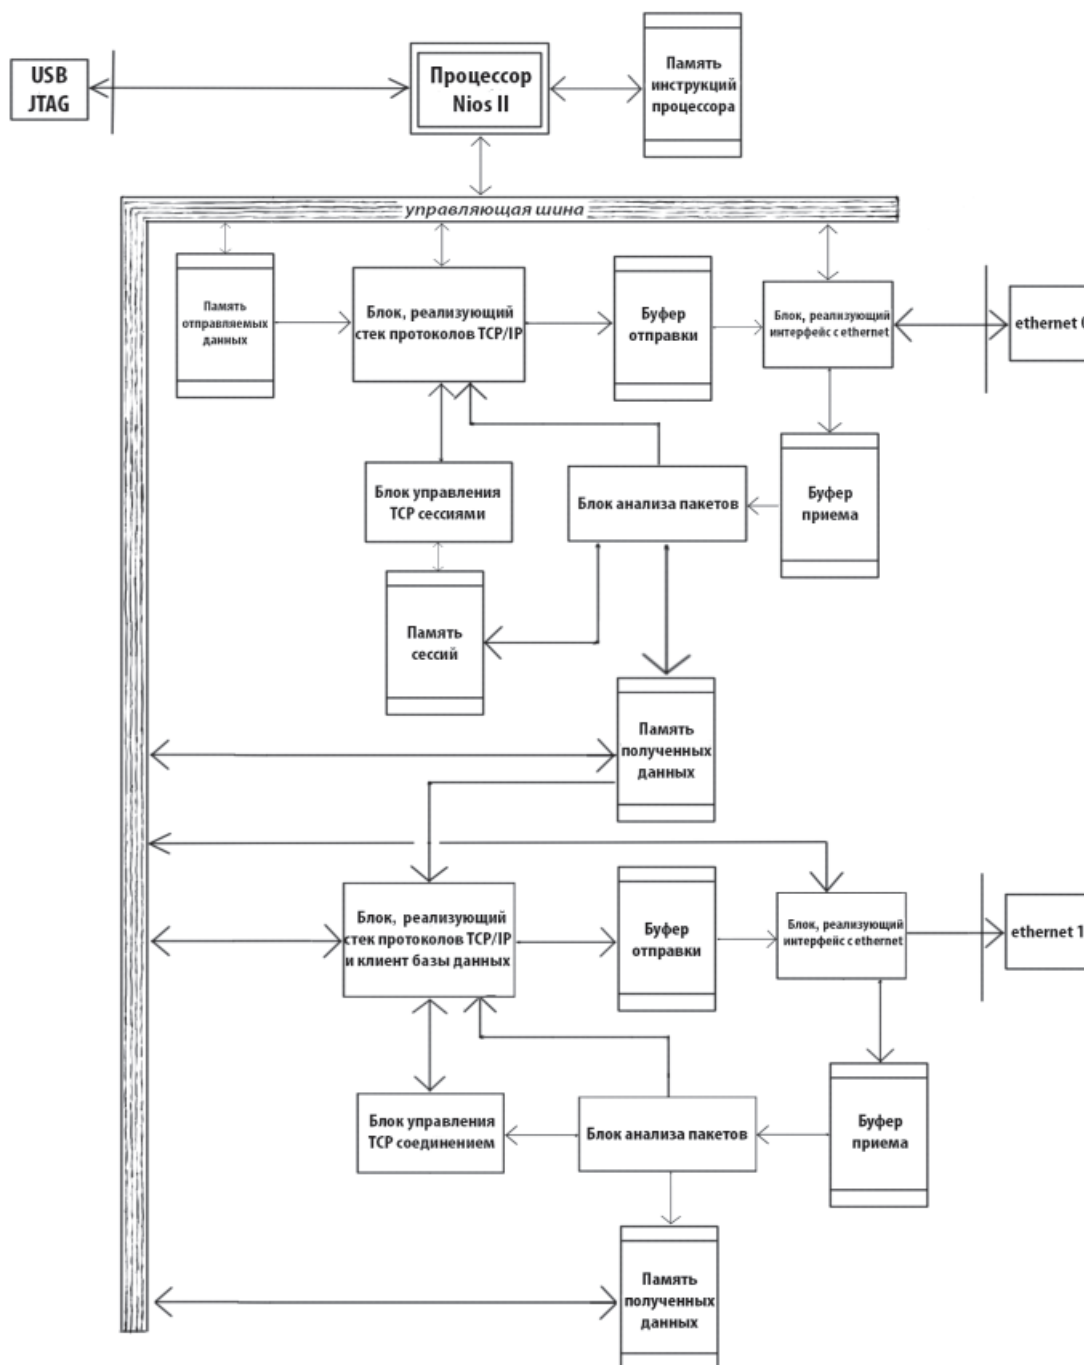 USB
JTAG
Процессор
Nios II
Память
инструкций
процессора
управляющая шина
Память
отправляемых
данных
Блок, реализующий
стек протоколов TCP/IP
Буфер
отправки
Блок, реализующий
интерфейс с ethernet
ethernet 0
Блок управления
TCP сессиями
Блок анализа пакетов
Буфер
приема
Память
сессий
Память
полученных
данных
Блок, реализующий
стек протоколов TCP/IP
и клиент базы данных
Буфер
отправки
Блок, реализующий
интерфейс с ethernet
ethernet 1
Блок управления
TCP соединением
Блок анализа пакетов
Буфер
приема
Память
полученных
данных